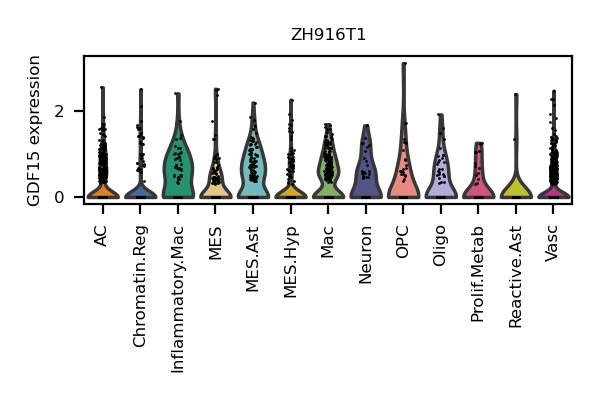 ZH916T1
GDF15 expression
2
0
AC
Chromatin.Reg
Inflammatory.Mac
MES
MES.Ast
MES.Hyp
Mac
Neuron
OPC
Oligo
Prolif.Metab
Reactive.Ast
Vasc